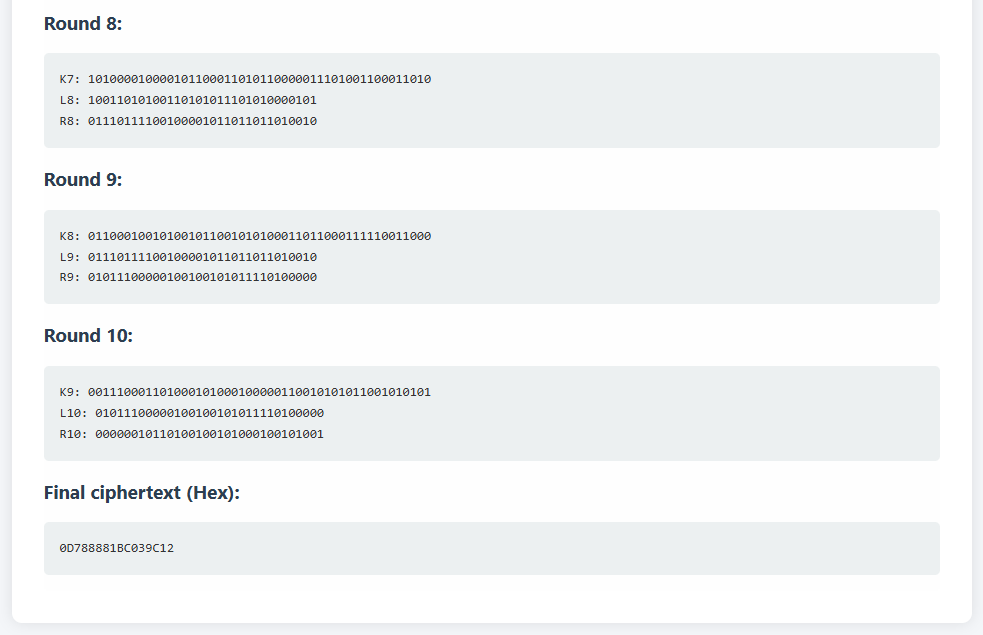 Round 8:
K7: 101000010000101100011010110000011101001100011010
L8: 10011010100110101011101010000101
R8: 01110111100100001011011011010010
Round 9:
K8: 011000100101001011001010100011011000111110011000
L9: 01110111100100001011011011010010
R9: 01011100000100100101011110100000
Round 10:
K9: 001110001101000101000100000110010101011001010101
L10: 01011100000100100101011110100000
R10: 00000010110100100101000100101001
Final ciphertext (Hex):
0D788881BC039C12